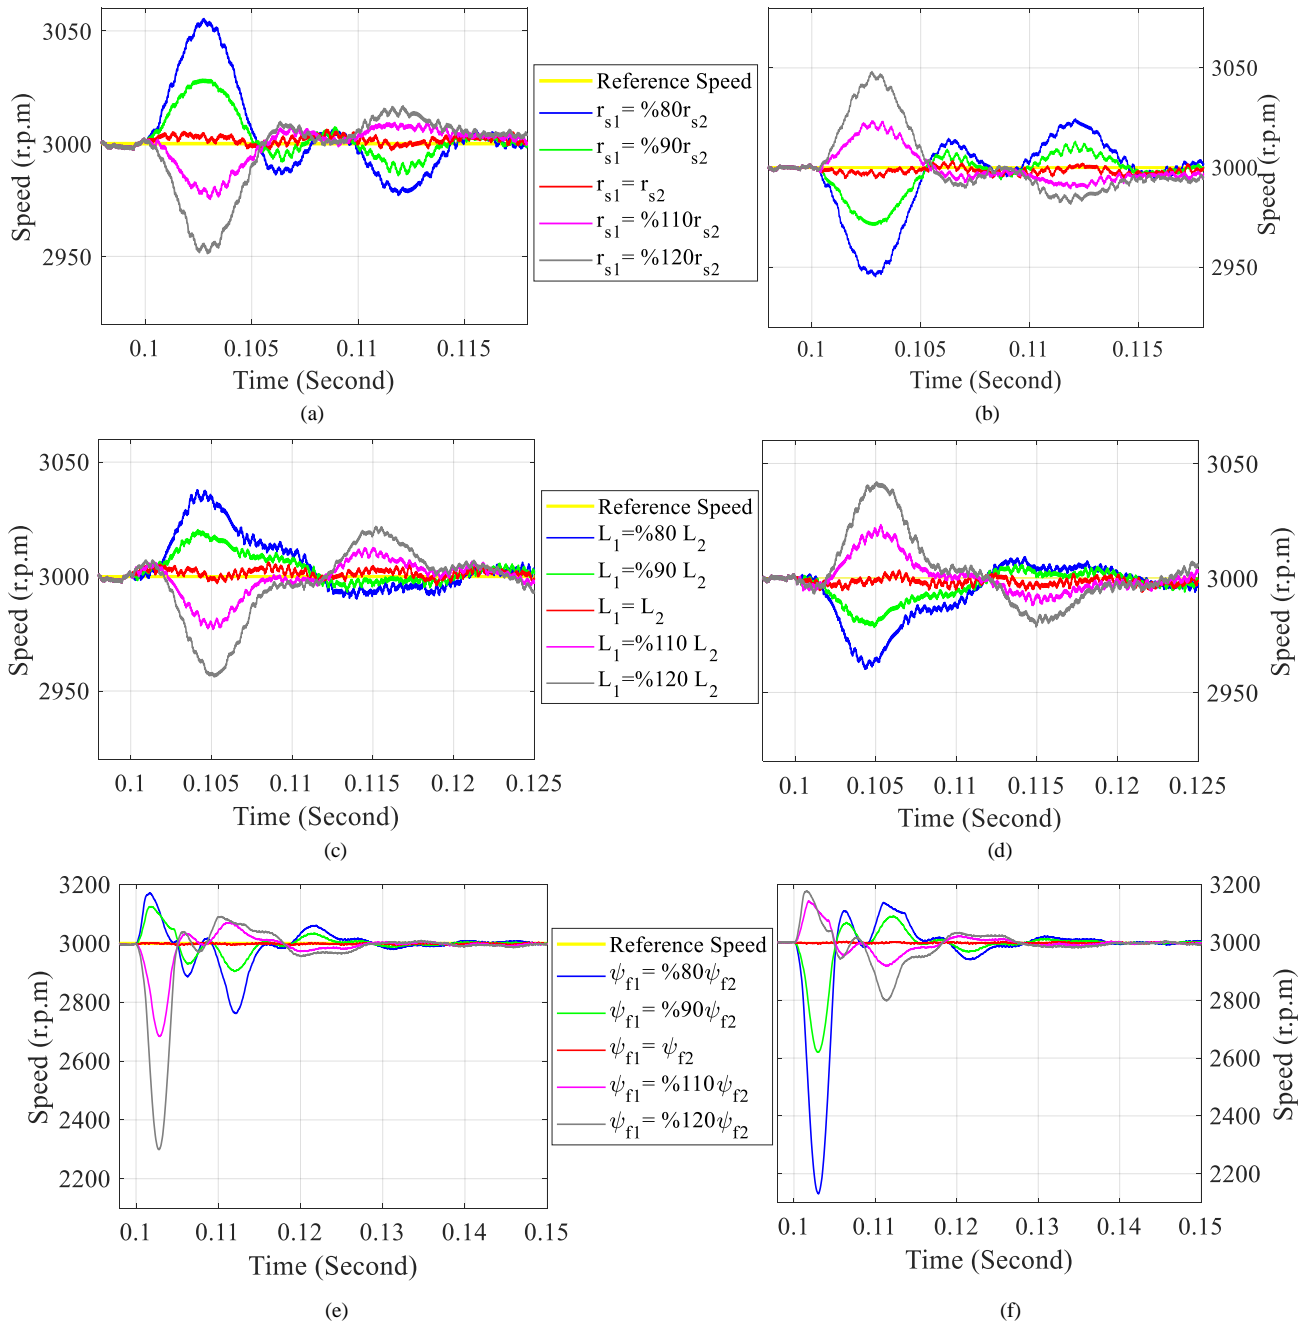 3050
3000
2950
Speed (r.p.m)
0.1 0.105 0.11 0.115
Time (Second)
(a)
Reference Speed
r_s1= %80r_s2
r_s1= %90r_s2
r_s1= r_s2
r_s1= %110r_s2
r_s1= %120r_s2
3050
3000
2950
Speed (r.p.m)
0.1 0.105 0.11 0.115
Time (Second)
(b)
3050
3000
2950
Speed (r.p.m)
0.1 0.105 0.11 0.115 0.12 0.125
Time (Second)
(c)
Reference Speed
L_1=%80 L_2
L_1=%90 L_2
L_1= L_2
L_1=%110 L_2
L_1=%120 L_2
3050
3000
2950
Speed (r.p.m)
0.1 0.105 0.11 0.115 0.12 0.125
Time (Second)
(d)
3200
3000
2800
2600
2400
2200
Speed (r.p.m)
0.1 0.11 0.12 0.13 0.14 0.15
Time (Second)
(e)
Reference Speed
ψ_f1= %80ψ_f2
ψ_f1= %90ψ_f2
ψ_f1= ψ_f2
ψ_f1= %110ψ_f2
ψ_f1= %120ψ_f2
3200
3000
2800
2600
2400
2200
Speed (r.p.m)
0.1 0.11 0.12 0.13 0.14 0.15
Time (Second)
(f)